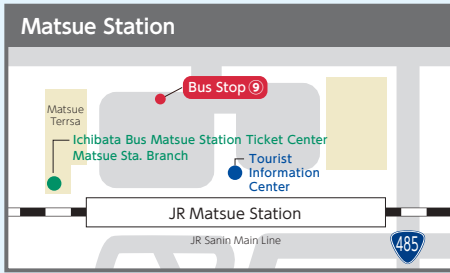 Matsue Station
Bus Stop ⑨
Matsue
Terrsa
Ichibata Bus Matsue Station Ticket Center
Matsue Sta. Branch
Tourist
Information
Center
JR Matsue Station
JR Sanin Main Line
485